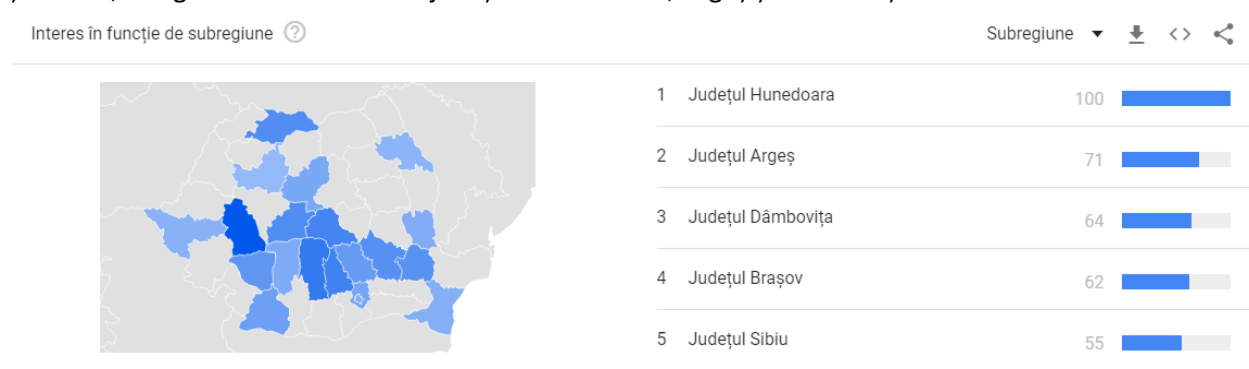 Interes în funcție de subregiune
Subregiune
1 Județul Hunedoara 100
2 Județul Argeș 71
3 Județul Dâmbovița 64
4 Județul Brașov 62
5 Județul Sibiu 55